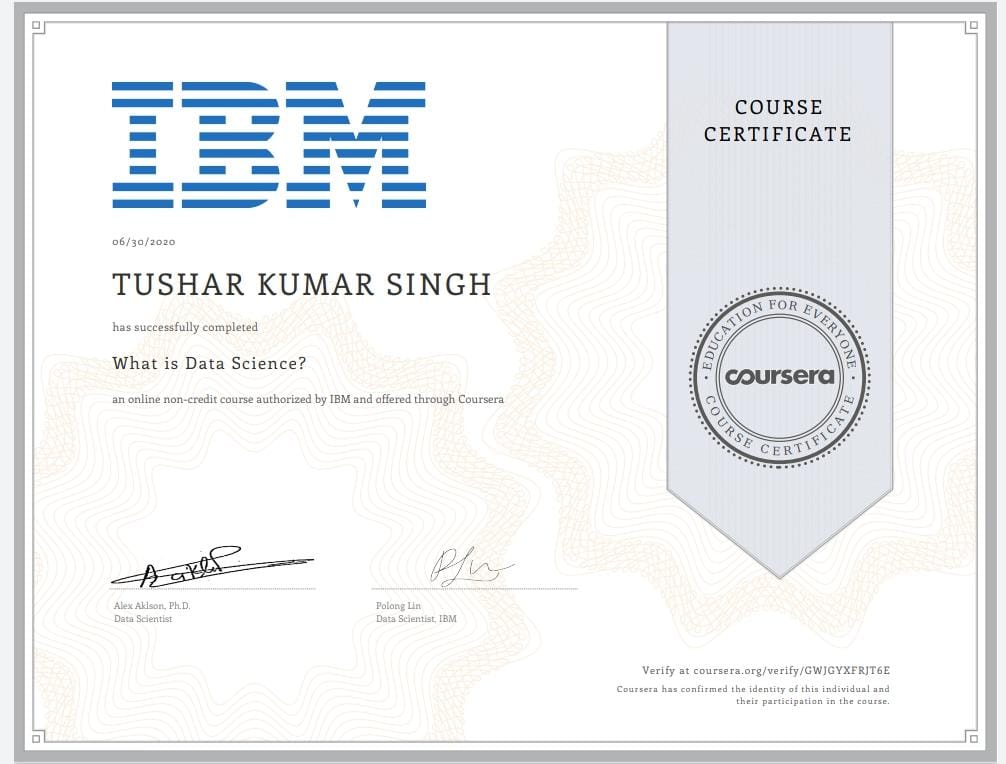 IBM
COURSE
CERTIFICATE
06/30/2020
TUSHAR KUMAR SINGH
has successfully completed
What is Data Science?
an online non-credit course authorized by IBM and offered through Coursera
EDUCATION FOR EVERYONE
coursera
COURSE CERTIFICATE
Alex Aklson, Ph.D.
Data Scientist
Polong Lin
Data Scientist, IBM
Verify at coursera.org/verify/GWJGYXFRJT6E
Coursera has confirmed the identity of this individual and
their participation in the course.